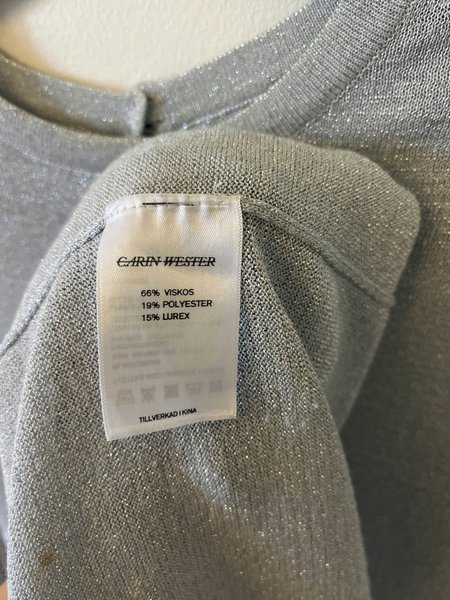 CARIN WESTER
66% VISKOS
19% POLYESTER
15% LUREX
TILLVERKAD I KINA